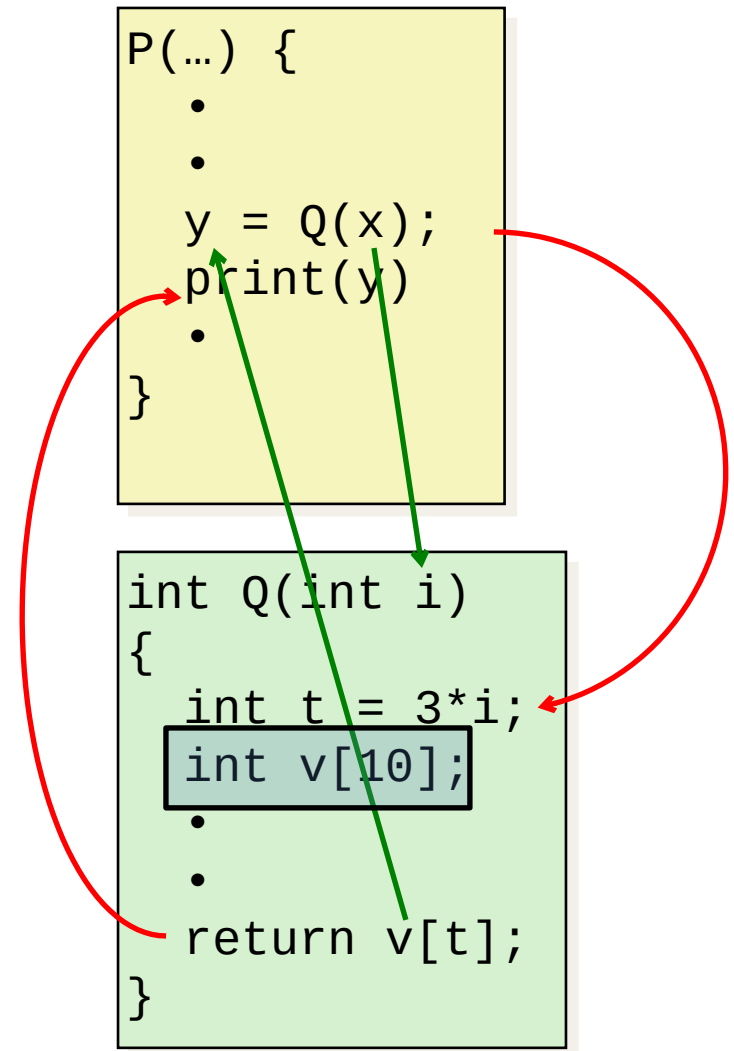 P(…) {
•
•
y = Q(x);
print(y)
•
}
int Q(int i)
{
int t = 3*i;
int v[10];
•
•
return v[t];
}